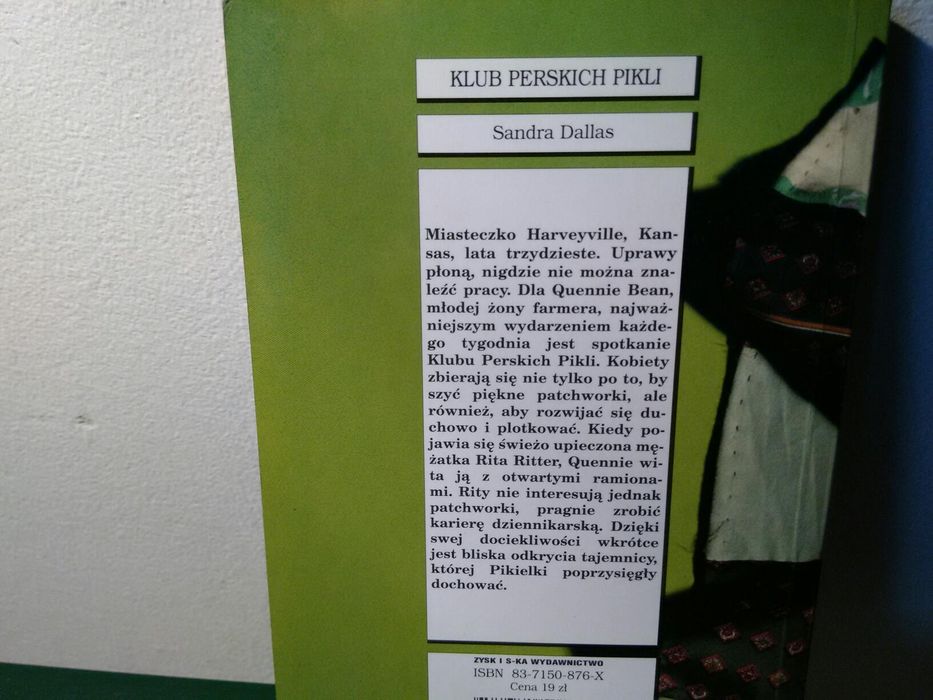 KLUB PERSKICH PIKLI
Sandra Dallas
Miasteczko Harveyville, Kan-
sas, lata trzydzieste. Uprawy
płoną, nigdzie nie można zna-
leźć pracy. Dla Quennie Bean,
młodej żony farmera, najważ-
niejszym wydarzeniem każde-
go tygodnia jest spotkanie
Klubu Perskich Pikli. Kobiety
zbierają się nie tylko po to, by
szyć piękne patchworki, ale
również, aby rozwijać się du-
chowo i plotkować. Kiedy po-
jawia się świeżo upieczona mę-
żatka Rita Ritter, Quennie wi-
ta ją z otwartymi ramiona-
mi. Rity nie interesują jednak
patchworki, pragnie zrobić
karierę dziennikarską. Dzięki
swej dociekliwości wkrótce
jest bliska odkrycia tajemnicy,
której Pikielki poprzysięgły
dochować.
ZYSK I S-KA WYDAWNICTWO
ISBN 83-7150-876-X
Cena 19 zł